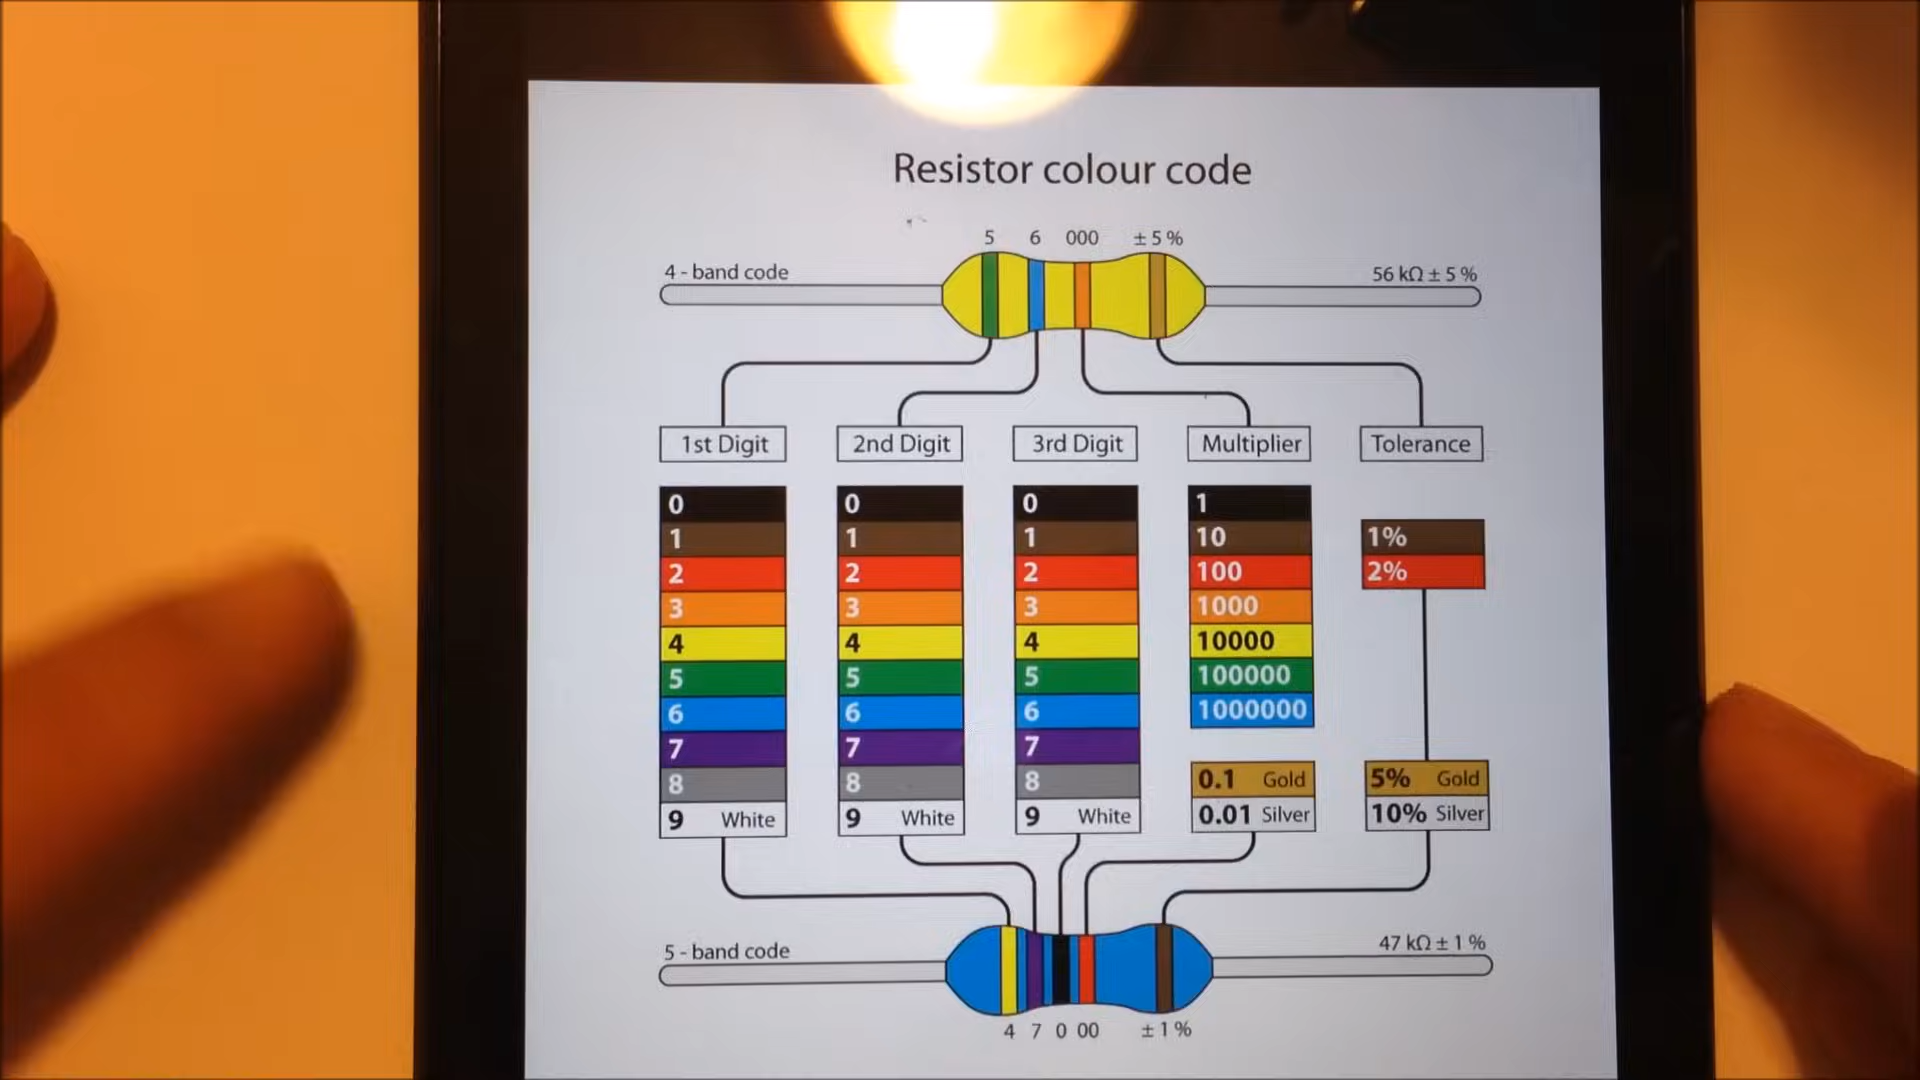 Resistor colour code
5 6 000 ± 5 %
4 - band code
56 kΩ ± 5 %
1st Digit 2nd Digit 3rd Digit Multiplier Tolerance
0 0 0 1
1 1 1 10 1%
2 2 2 100 2%
3 3 3 1000
4 4 4 10000
5 5 5 100000
6 6 6 1000000
7 7 7
8 8 8 0.1 Gold 5% Gold
9 White 9 White 9 White 0.01 Silver 10% Silver
5 - band code
47 kΩ ± 1 %
4 7 0 00 ± 1 %